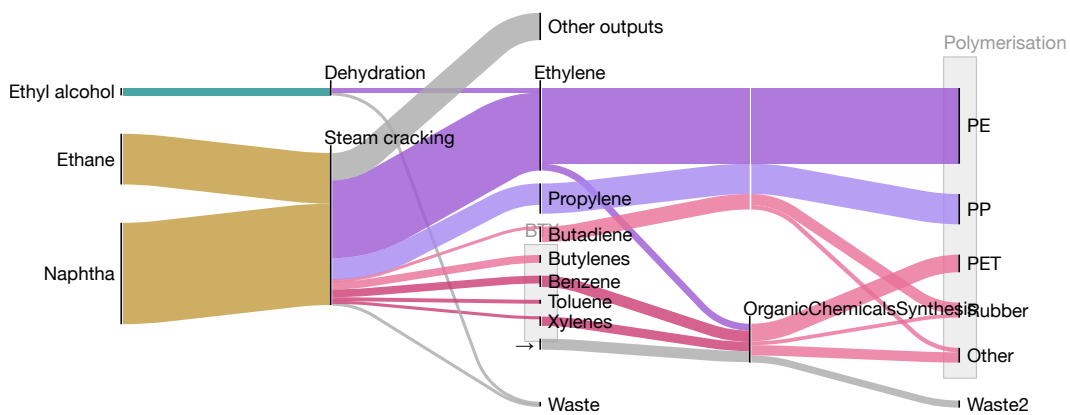 Other outputs
Polymerisation
Dehydration
Ethylene
Ethyl alcohol
PE
Steam cracking
Ethane
Propylene
PP
BTX
Butadiene
Butylenes
PET
Naphtha
Benzene
Toluene
OrganicChemicalsSynthesis
Rubber
Xylenes
→
Other
Waste
Waste2